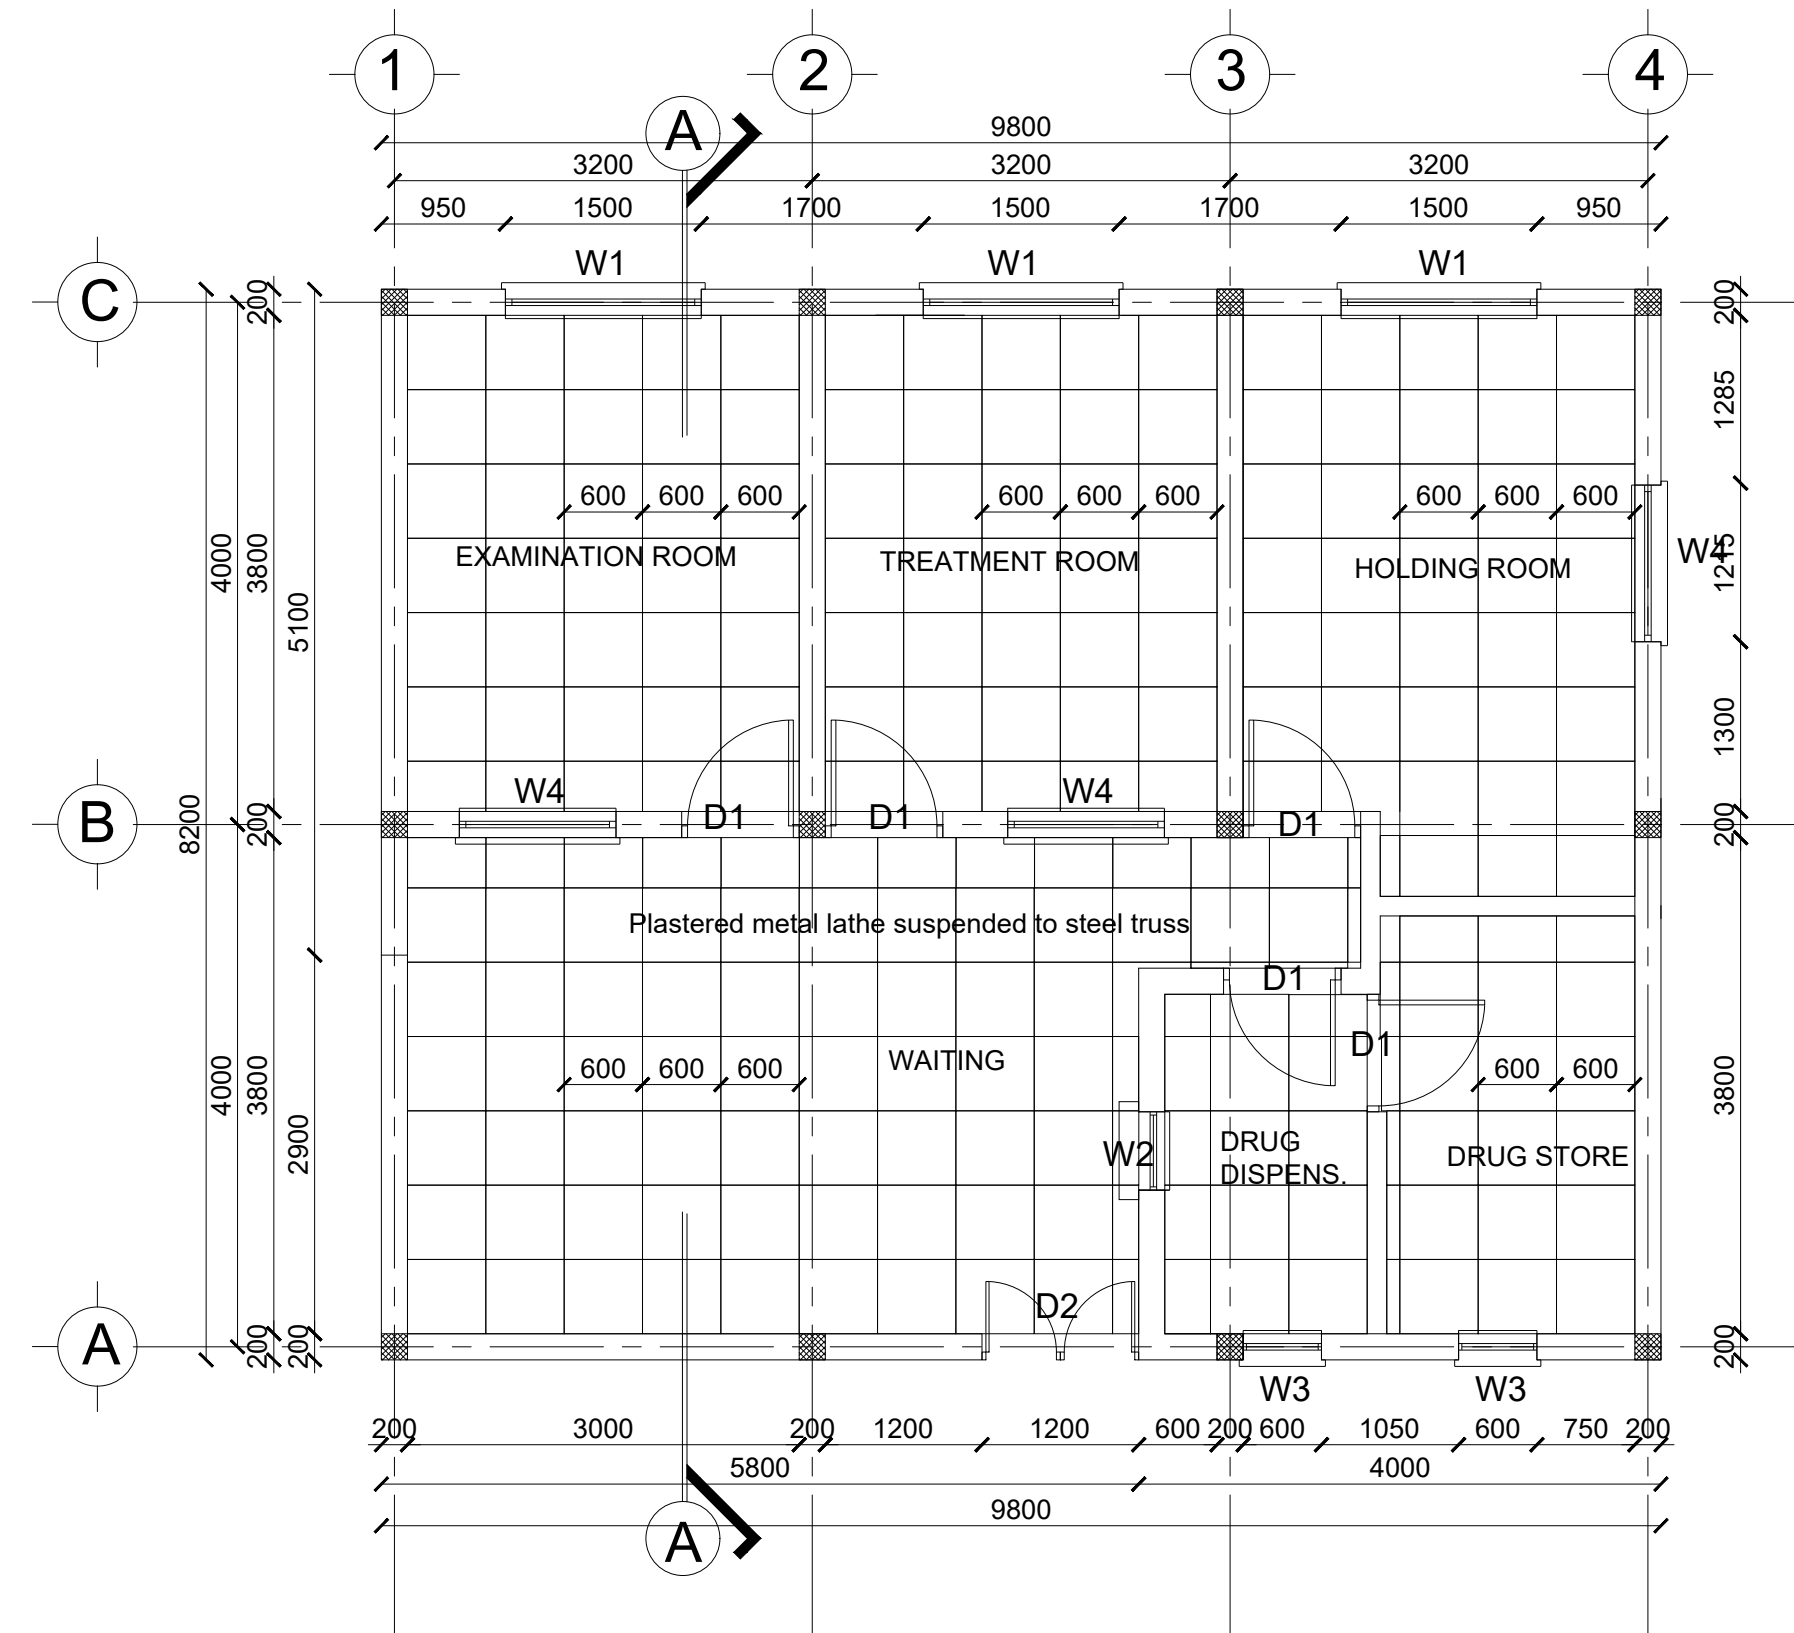 1 2 3 4
A
9800
3200 3200 3200
950 1500 1700 1500 1700 1500 950
W1 W1 W1
C
200 200
1285
600 600 600 600 600 600 600 600 600
4000 3800
EXAMINATION ROOM TREATMENT ROOM HOLDING ROOM
W4
1215
5100
1300
W4 W4
D1 D1 D1
B
8200
200 200
Plastered metal lathe suspended to steel truss
D1
D1
WAITING
600 600 600 600 600
4000 3800 3800
2900
W2
DRUG
DISPENS.
DRUG STORE
D2
A
200 200 200
W3 W3
200 3000 200 1200 1200 600 200 600 1050 600 750 200
5800 4000
9800
A